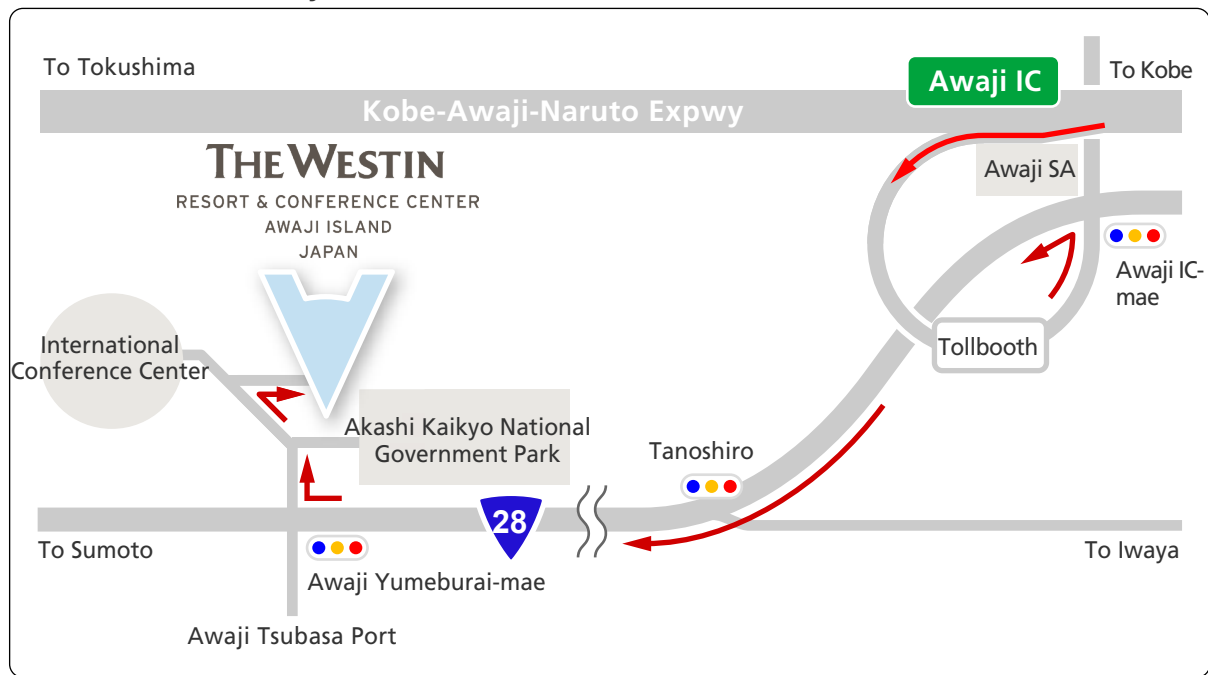 To Tokushima
Awaji IC
To Kobe
Kobe-Awaji-Naruto Expwy
THE WESTIN
RESORT & CONFERENCE CENTER
AWAJI ISLAND
JAPAN
Awaji SA
Awaji IC-
mae
International
Conference Center
Tollbooth
Akashi Kaikyo National
Government Park
Tanoshiro
28
To Sumoto
To Iwaya
Awaji Yumeburai-mae
Awaji Tsubasa Port